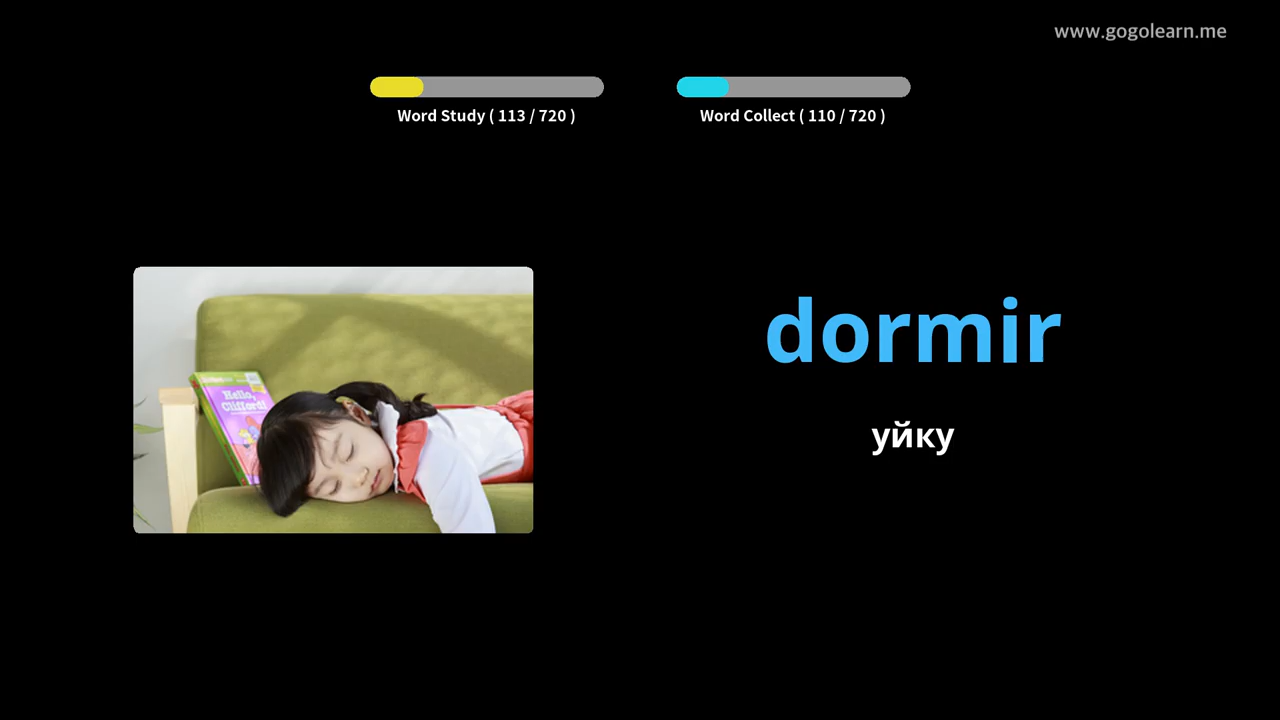 www.gogolearn.me
Word Study ( 113 / 720 )
Word Collect ( 110 / 720 )
Hello,
Clifford!
dormir
уйку